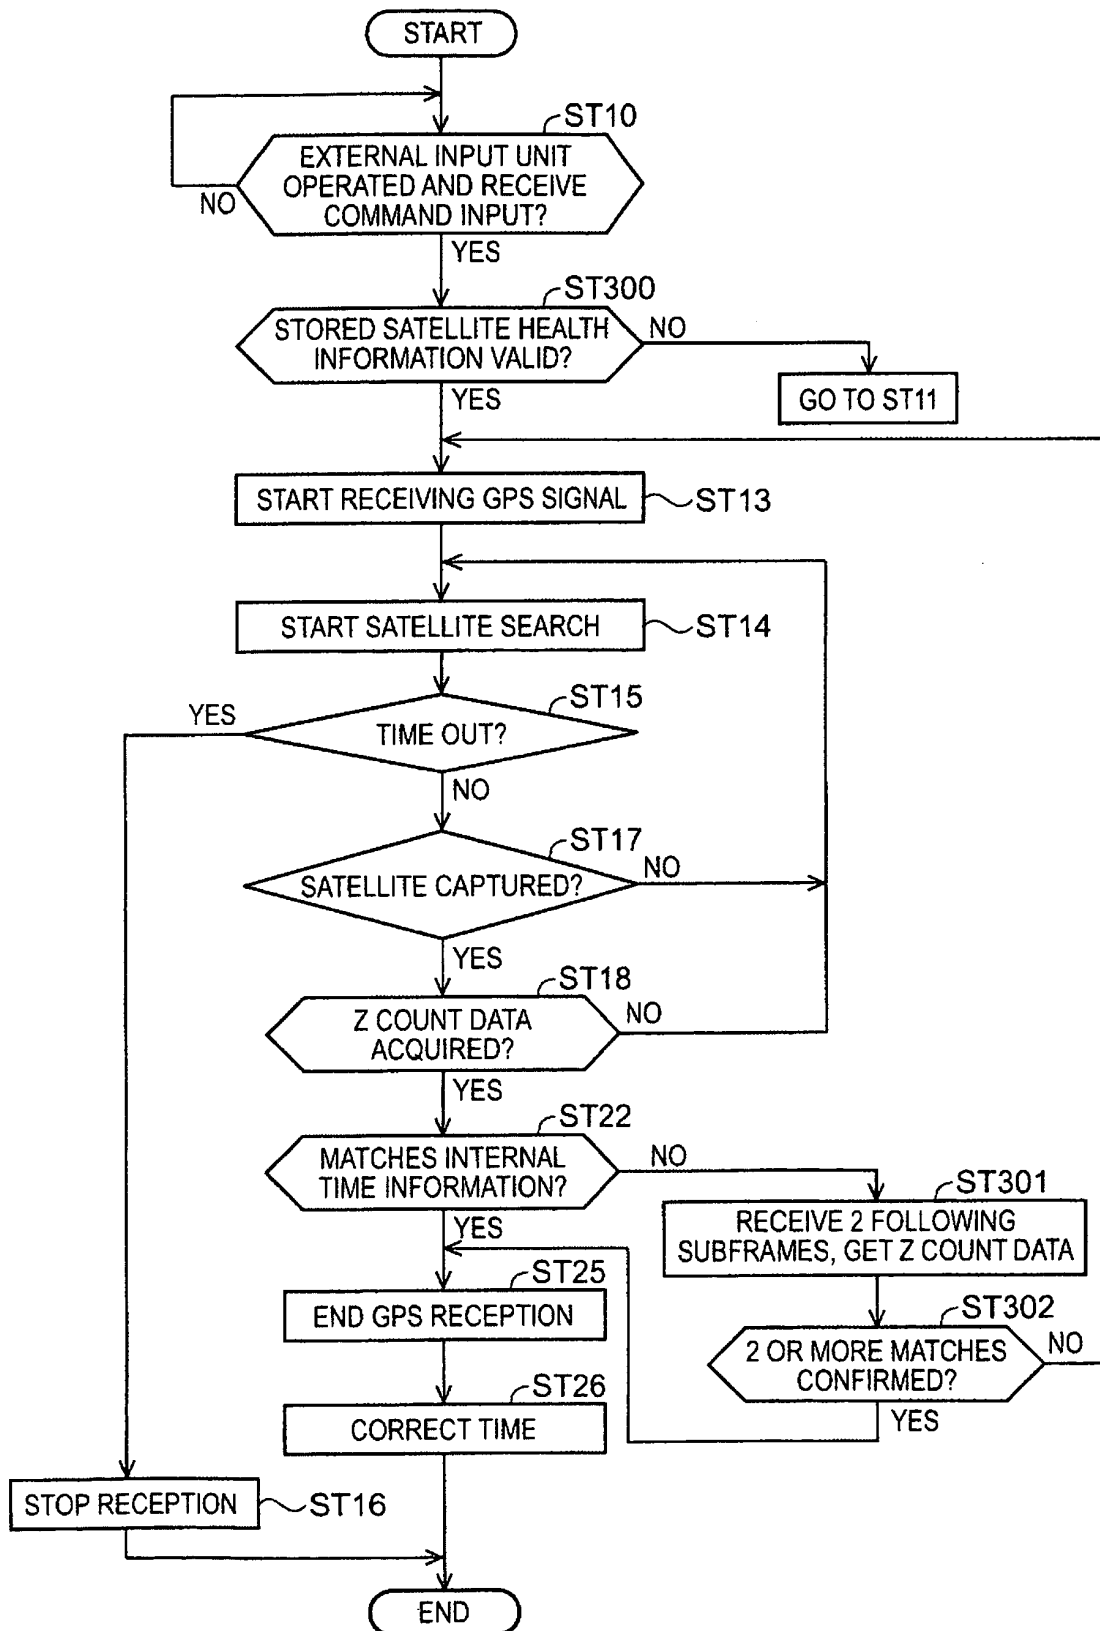 START
ST10
EXTERNAL INPUT UNIT
OPERATED AND RECEIVE
COMMAND INPUT?
NO
YES
ST300
STORED SATELLITE HEALTH
INFORMATION VALID?
NO
GO TO ST11
YES
START RECEIVING GPS SIGNAL
ST13
START SATELLITE SEARCH
ST14
ST15
YES
TIME OUT?
NO
ST17
SATELLITE CAPTURED?
NO
YES
ST18
Z COUNT DATA
ACQUIRED?
NO
YES
ST22
MATCHES INTERNAL
TIME INFORMATION?
NO
YES
ST301
RECEIVE 2 FOLLOWING
SUBFRAMES, GET Z COUNT DATA
ST25
END GPS RECEPTION
ST302
2 OR MORE MATCHES
CONFIRMED?
NO
YES
ST26
CORRECT TIME
STOP RECEPTION
ST16
END